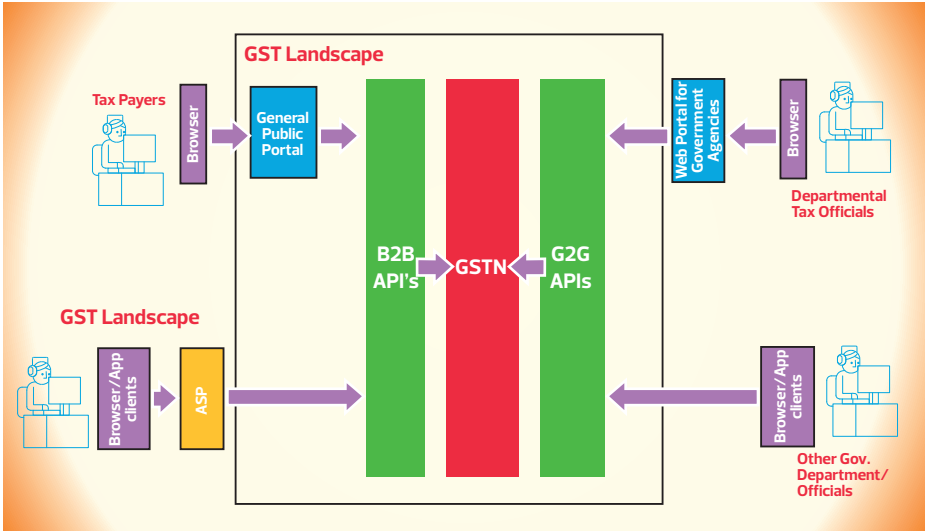 GST Landscape
Tax Payers
Browser
General
Public
Portal
Web Portal for
Government
Agencies
Browser
Departmental
Tax Officials
B2B
API's
GSTN
G2G
APIs
GST Landscape
Browser/App
clients
ASP
Browser/App
clients
Other Gov.
Department/
Officials